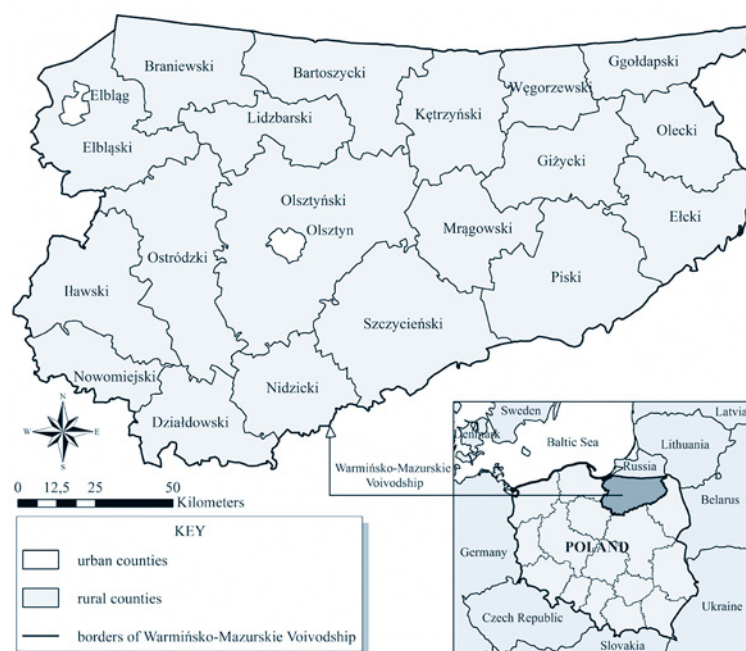 Braniewski
Bartoszycki
Ggołdapski
Węgorzewski
Elbląg
Kętrzyński
Lidzbarski
Olecki
Elbląski
Giżycki
Olsztyński
Ełcki
Olsztyn
Mrągowski
Ostródzki
Piski
Iławski
Szczycieński
Nowomiejski
Nidzicki
Działdowski
N
W
E
S
0
12,5
25
50
Kilometers
KEY
urban counties
rural counties
borders of Warmińsko-Mazurskie Voivodship
Warmińsko-Mazurskie
Voivodship
Sweden
Latvia
Denmark
Baltic Sea
Lithuania
Russia
Belarus
Germany
POLAND
Ukraine
Czech Republic
Slovakia